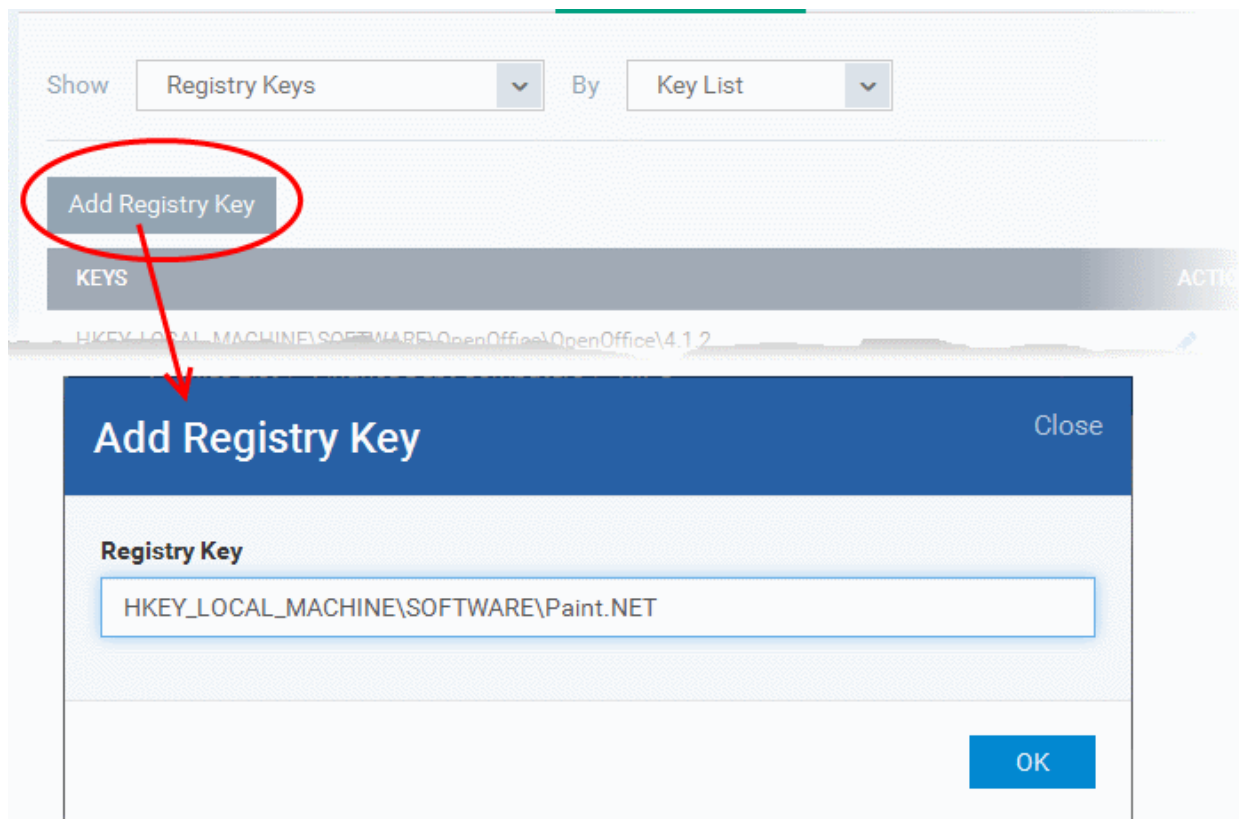 Show Registry Keys By Key List
Add Registry Key
KEYS
HKEY_LOCAL_MACHINE\SOFTWARE\OpenOffice\OpenOffice\4.1.2
Add Registry Key
Close
Registry Key
HKEY_LOCAL_MACHINE\SOFTWARE\Paint.NET
OK